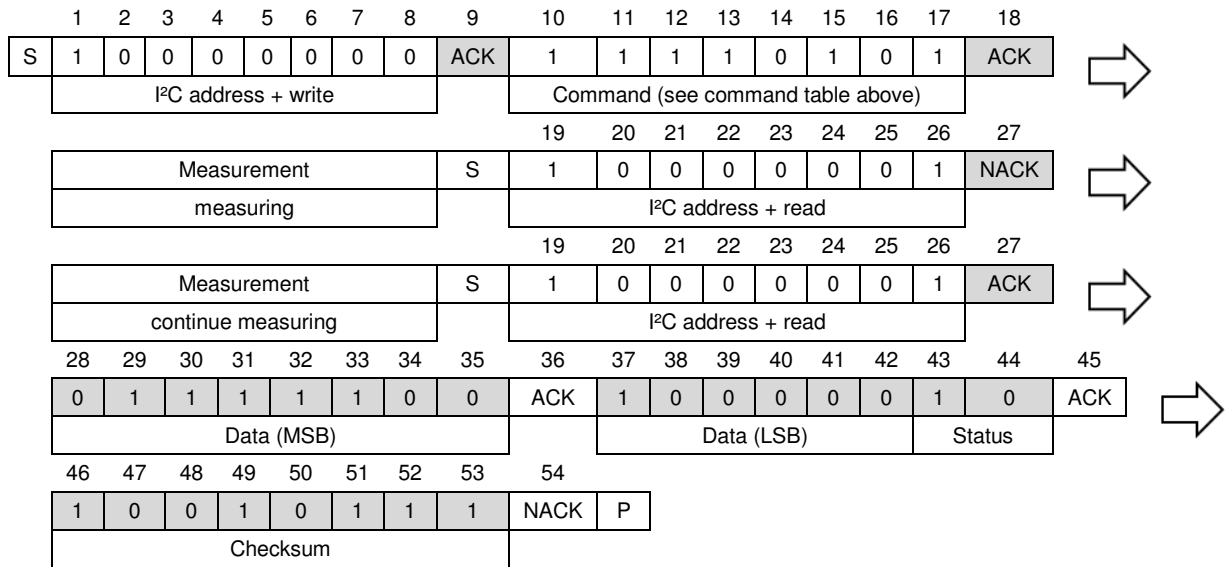 1 2 3 4 5 6 7 8 9 10 11 12 13 14 15 16 17 18
S 1 0 0 0 0 0 0 0 ACK 1 1 1 1 0 1 0 1 ACK
I²C address + write Command (see command table above)
19 20 21 22 23 24 25 26 27
Measurement S 1 0 0 0 0 0 0 1 NACK
measuring I²C address + read
19 20 21 22 23 24 25 26 27
Measurement S 1 0 0 0 0 0 0 1 ACK
continue measuring I²C address + read
28 29 30 31 32 33 34 35 36 37 38 39 40 41 42 43 44 45
0 1 1 1 1 1 0 0 ACK 1 0 0 0 0 0 1 0 ACK
Data (MSB) Data (LSB) Status
46 47 48 49 50 51 52 53 54
1 0 0 1 0 1 1 1 NACK P
Checksum